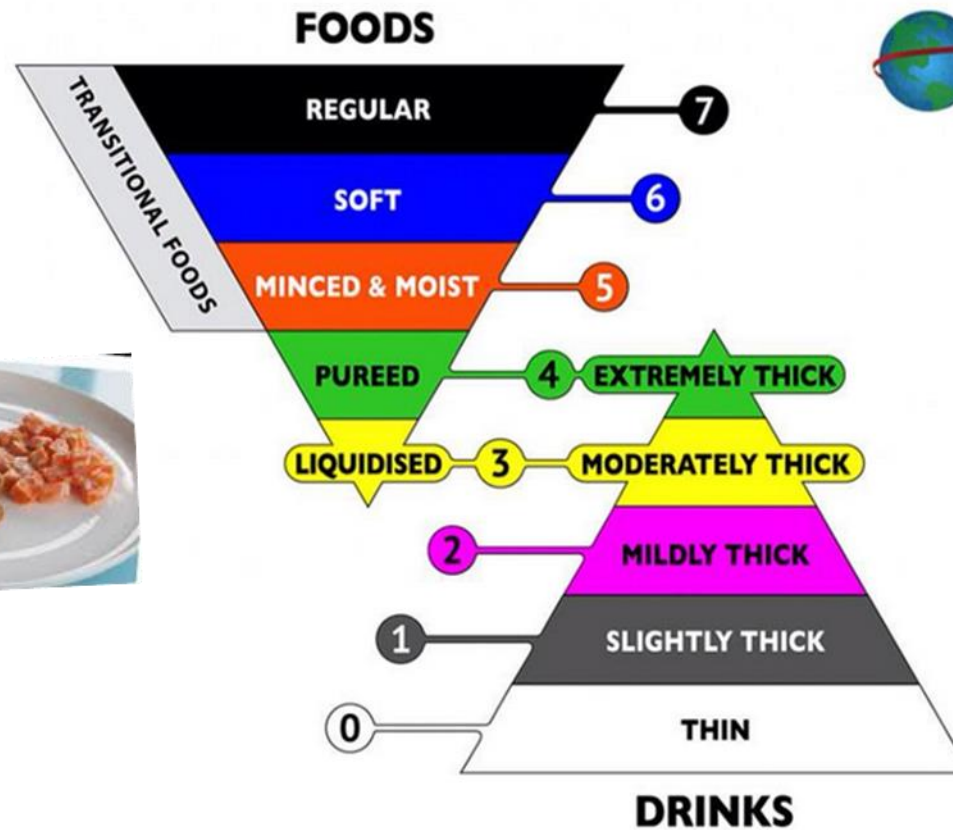 FOODS
TRANSITIONAL FOODS
REGULAR
7
SOFT
6
MINCED & MOIST
5
PUREED
4
EXTREMELY THICK
LIQUIDISED
3
MODERATELY THICK
2
MILDLY THICK
1
SLIGHTLY THICK
0
THIN
DRINKS